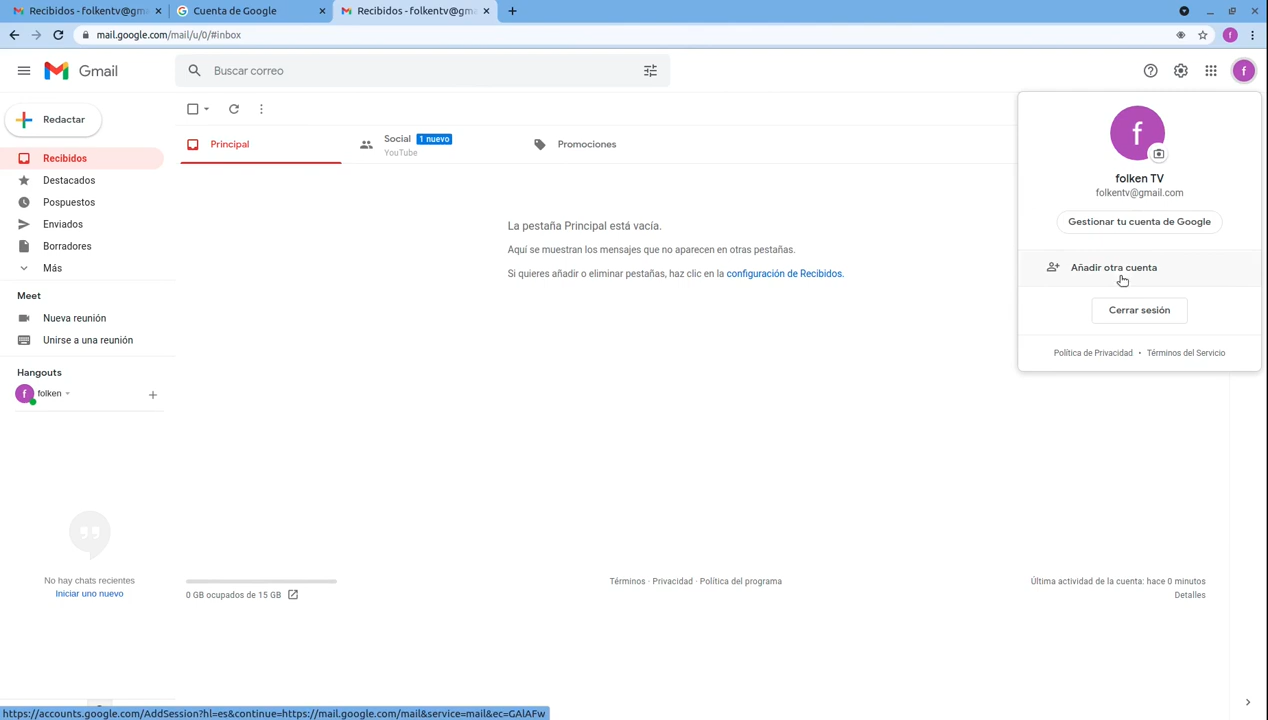 Recibidos - folkentv@gm
Cuenta de Google
Recibidos - folkentv@gm
mail.google.com/mail/u/0/#inbox
f
Gmail
Buscar correo
f
Redactar
Recibidos
Destacados
Pospuestos
Enviados
Borradores
Más
Meet
Nueva reunión
Unirse a una reunión
Hangouts
f folken
No hay chats recientes
Iniciar uno nuevo
Principal
Social 1 nuevo
YouTube
Promociones
La pestaña Principal está vacía.
Aquí se muestran los mensajes que no aparecen en otras pestañas.
Si quieres añadir o eliminar pestañas, haz clic en la configuración de Recibidos.
f
folken TV
folkentv@gmail.com
Gestionar tu cuenta de Google
Añadir otra cuenta
Cerrar sesión
Política de Privacidad • Términos del Servicio
0 GB ocupados de 15 GB
Términos · Privacidad · Política del programa
Última actividad de la cuenta: hace 0 minutos
Detalles
https://accounts.google.com/AddSession?hl=es&continue=https://mail.google.com/mail&service=mail&ec=GAlAFw